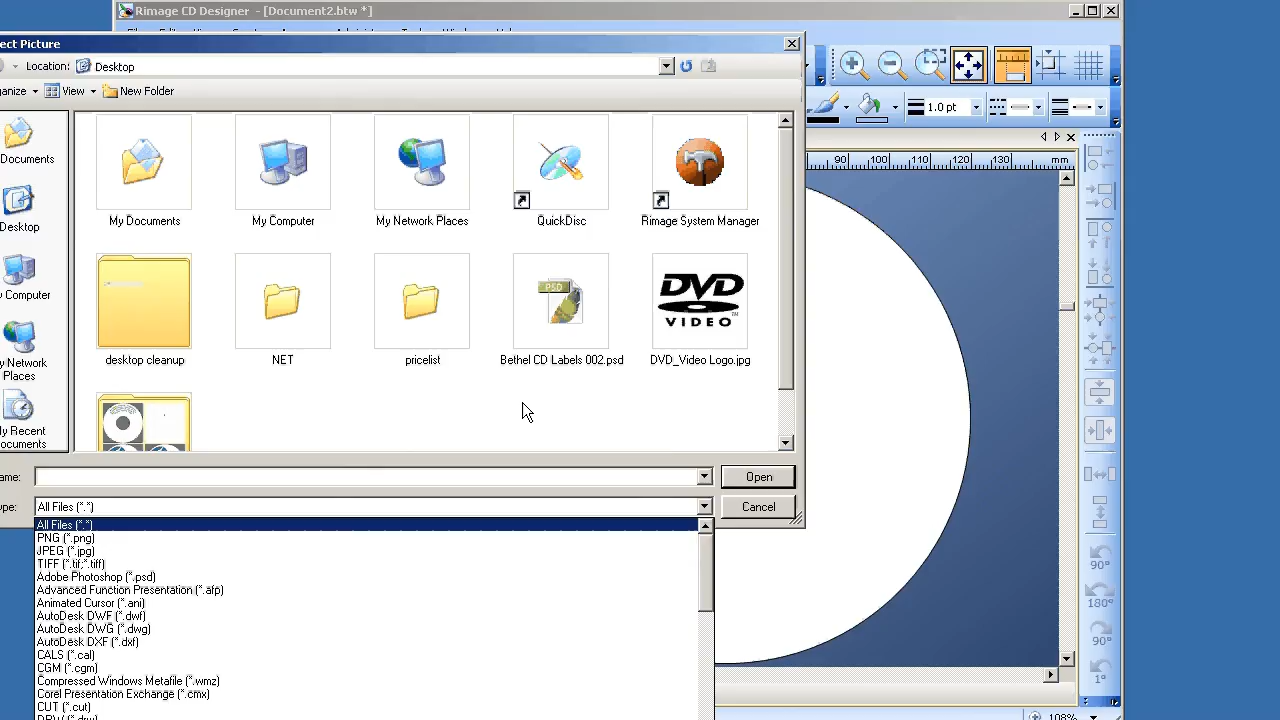 Rimage CD Designer - [Document2.btw *]
ect Picture
Location: Desktop
ganize View New Folder
1.0 pt
90 100 110 120 130 mm
Documents
Desktop
y Computer
y Network
Places
y Recent
ocuments
My Documents
My Computer
My Network Places
QuickDisc
Rimage System Manager
PSD
DVD
VIDEO
TM
desktop cleanup
NET
pricelist
Bethel CD Labels 002.psd
DVD_Video Logo.jpg
ame:
Open
ype:
All Files (*.*)
Cancel
All Files (*.*)
PNG (*.png)
JPEG (*.jpg)
TIFF (*.tif;*.tiff)
Adobe Photoshop (*.psd)
Advanced Function Presentation (*.afp)
Animated Cursor (*.ani)
AutoDesk DWF (*.dwf)
AutoDesk DWG (*.dwg)
AutoDesk DXF (*.dxf)
CALS (*.cal)
CGM (*.cgm)
Compressed Windows Metafile (*.wmz)
Corel Presentation Exchange (*.cmx)
CUT (*.cut)
90°
180°
90°
1°
108%